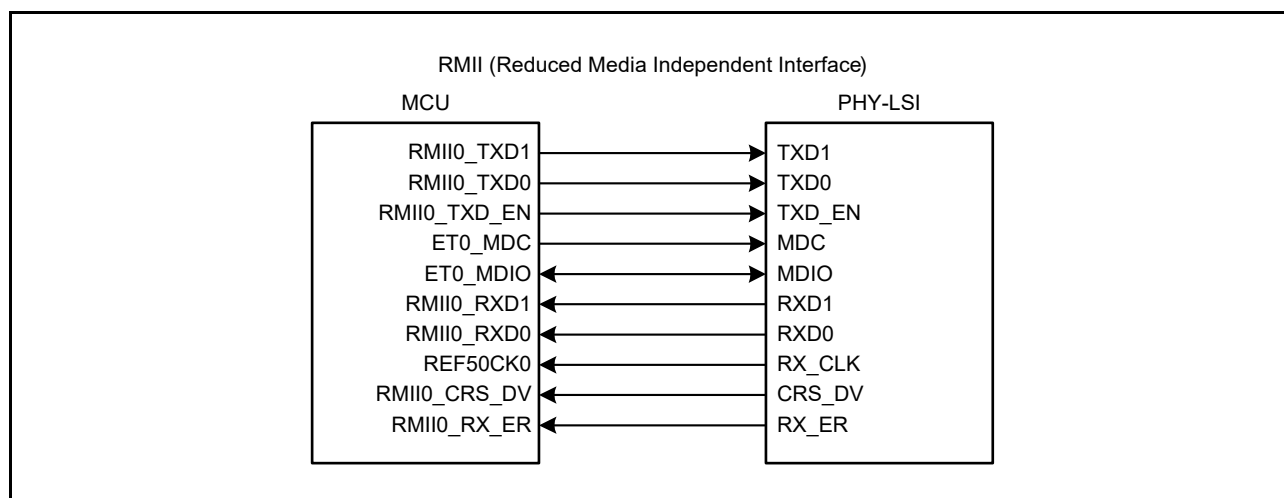 RMII (Reduced Media Independent Interface)
MCU PHY-LSI
RMII0_TXD1 TXD1
RMII0_TXD0 TXD0
RMII0_TXD_EN TXD_EN
ET0_MDC MDC
ET0_MDIO MDIO
RMII0_RXD1 RXD1
RMII0_RXD0 RXD0
REF50CK0 RX_CLK
RMII0_CRS_DV CRS_DV
RMII0_RX_ER RX_ER